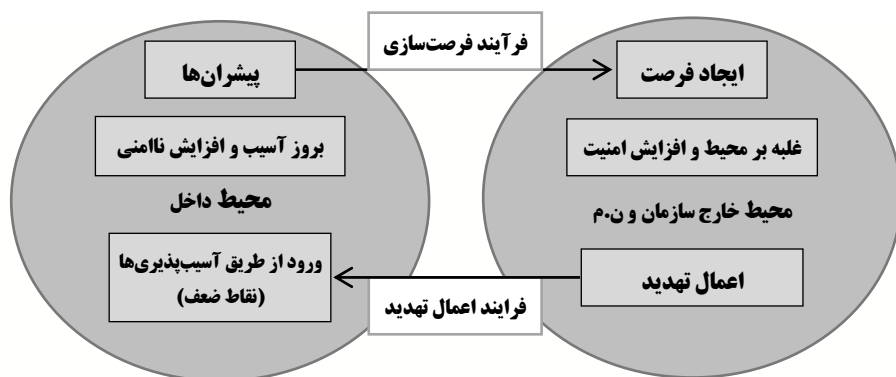 فرآیند فرصت‌سازی
ایجاد فرصت
پیشران‌ها
غلبه بر محیط و افزایش امنیت
بروز آسیب و افزایش ناامنی
محیط خارج سازمان و ن.م
محیط داخل
اعمال تهدید
ورود از طریق آسیب‌پذیری‌ها
(نقاط ضعف)
فرایند اعمال تهدید